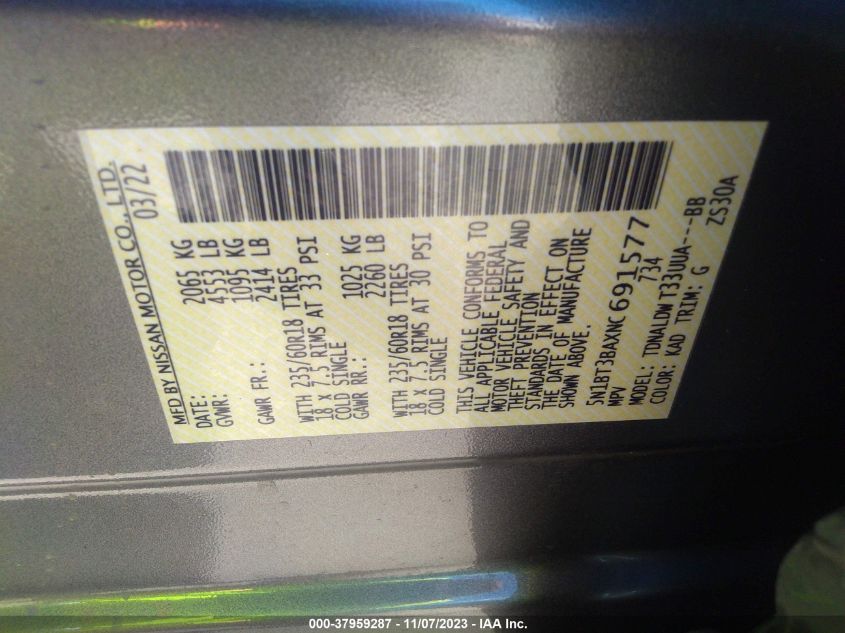 MFD BY NISSAN MOTOR CO., LTD.
DATE: 03/22
GVWR: 2065 KG
4553 LB
GAWR FR.: 1095 KG
2414 LB
WITH 235/60R18 TIRES
18 X 7.5 RIMS AT 33 PSI
COLD SINGLE
GAWR RR.: 1025 KG
2260 LB
WITH 235/60R18 TIRES
18 X 7.5 RIMS AT 30 PSI
COLD SINGLE
THIS VEHICLE CONFORMS TO
ALL APPLICABLE FEDERAL
MOTOR VEHICLE SAFETY AND
THEFT PREVENTION
STANDARDS IN EFFECT ON
THE DATE OF MANUFACTURE
SHOWN ABOVE.
5N1BT3BAXNC691577
MPV 734
MODEL: TDNALDWT33UUA---BB
COLOR: KAD TRIM: G ZS30A
000-37959287 - 11/07/2023 - IAA Inc.